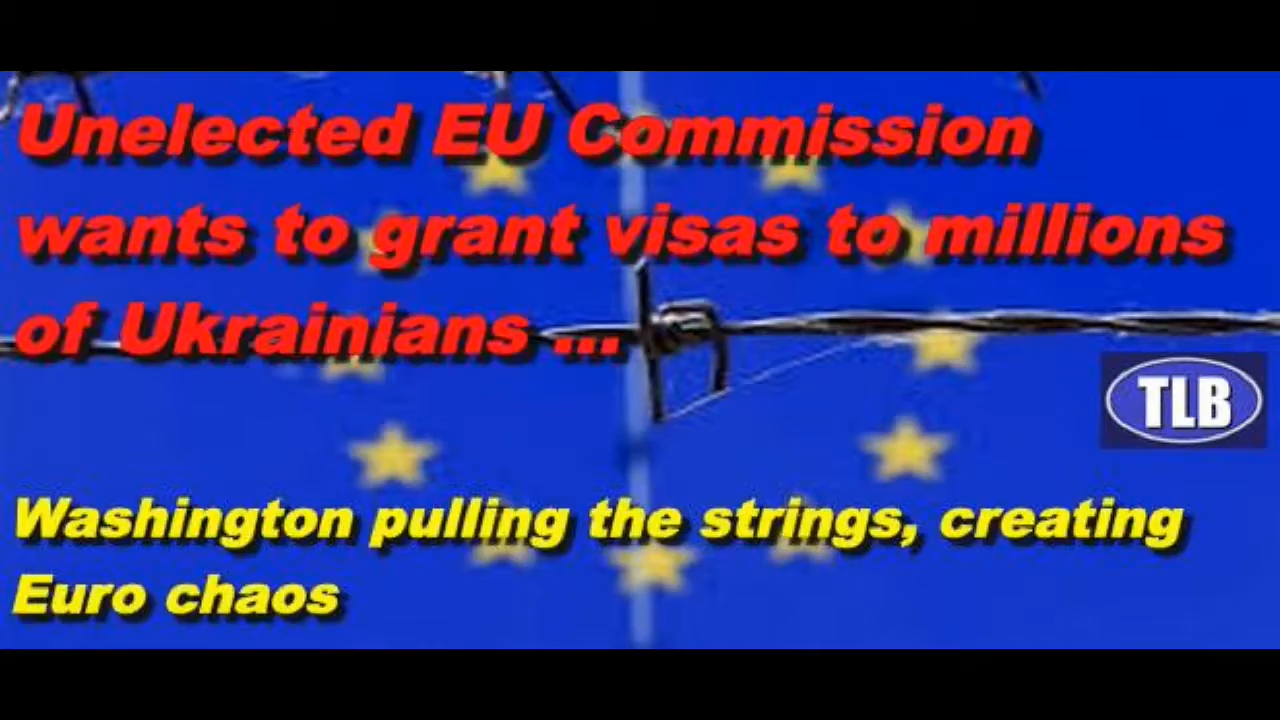 Unelected EU Commission
wants to grant visas to millions
of Ukrainians ...
TLB
Washington pulling the strings, creating
Euro chaos